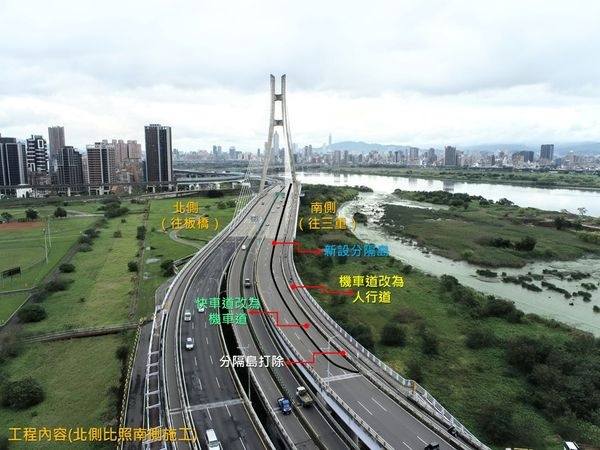 北側
（往板橋）
南側
（往三重）
新設分隔島
機車道改為
人行道
快車道改為
機車道
分隔島打除
工程內容(北側比照南側施工)